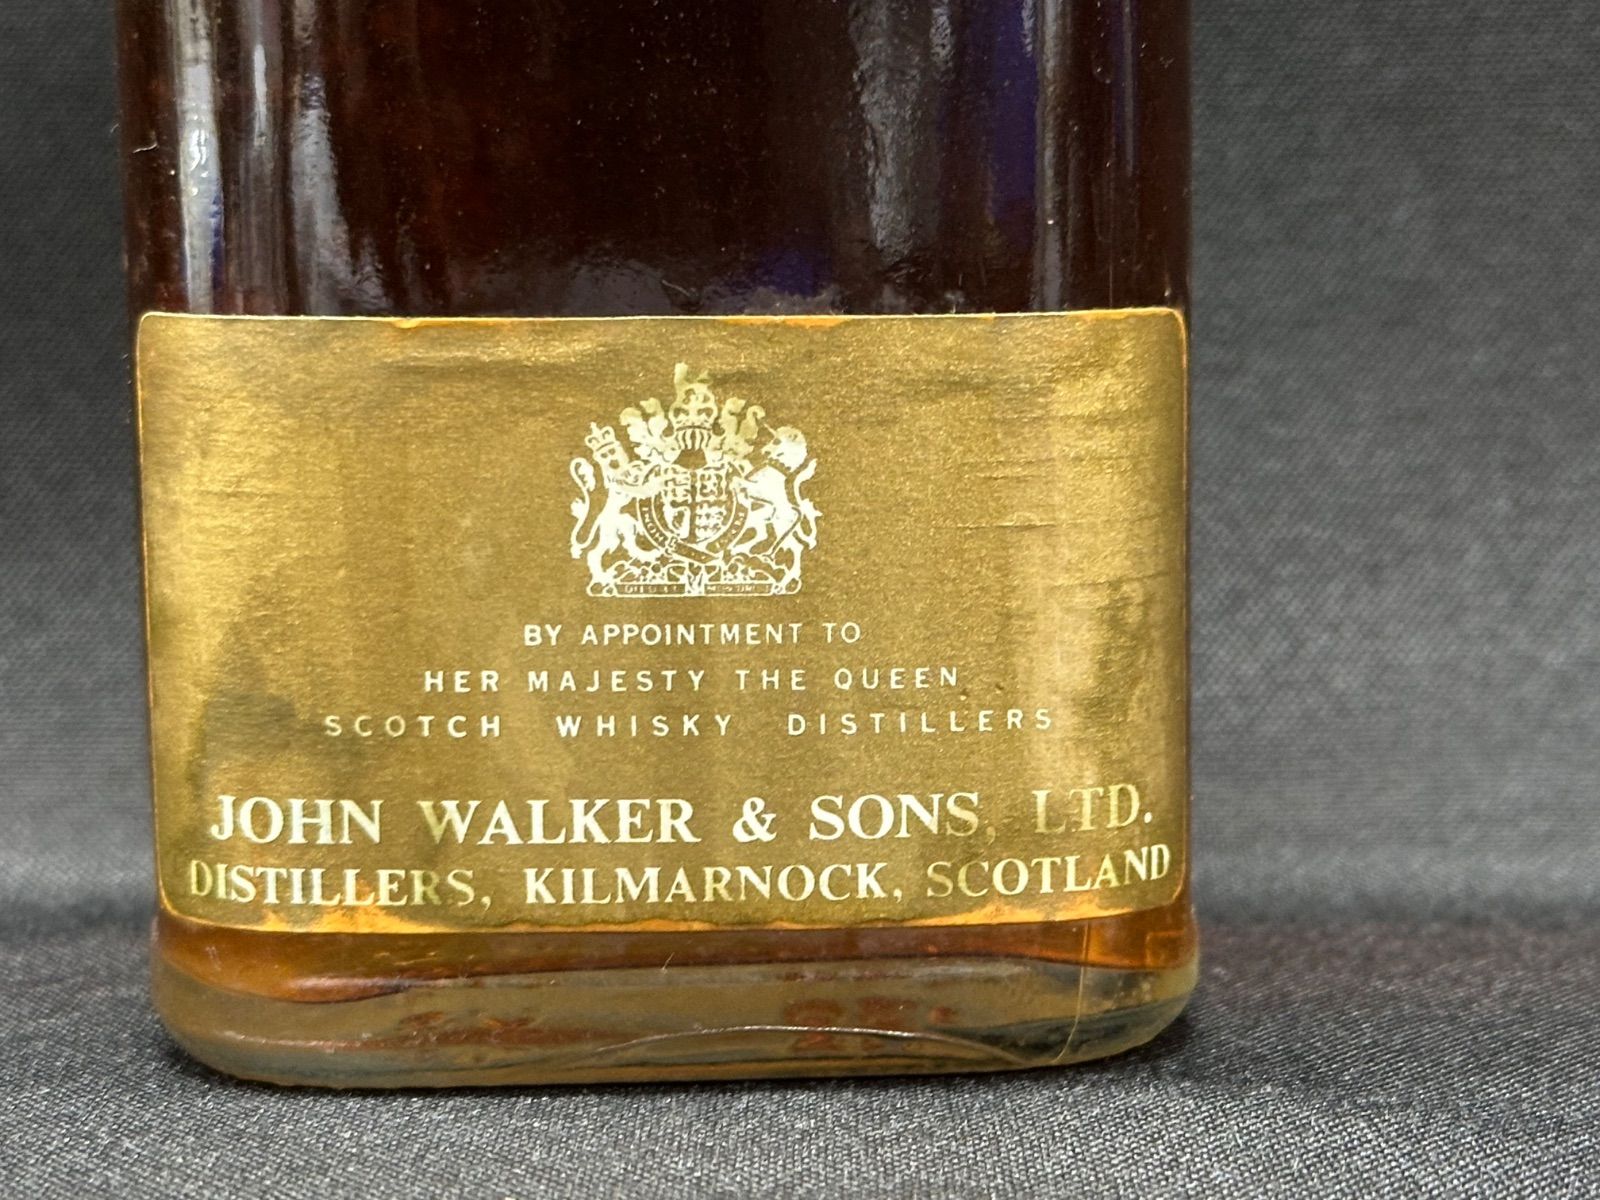 BY APPOINTMENT TO
HER MAJESTY THE QUEEN
SCOTCH WHISKY DISTILLERS
JOHN WALKER & SONS, LTD.
DISTILLERS, KILMARNOCK, SCOTLAND